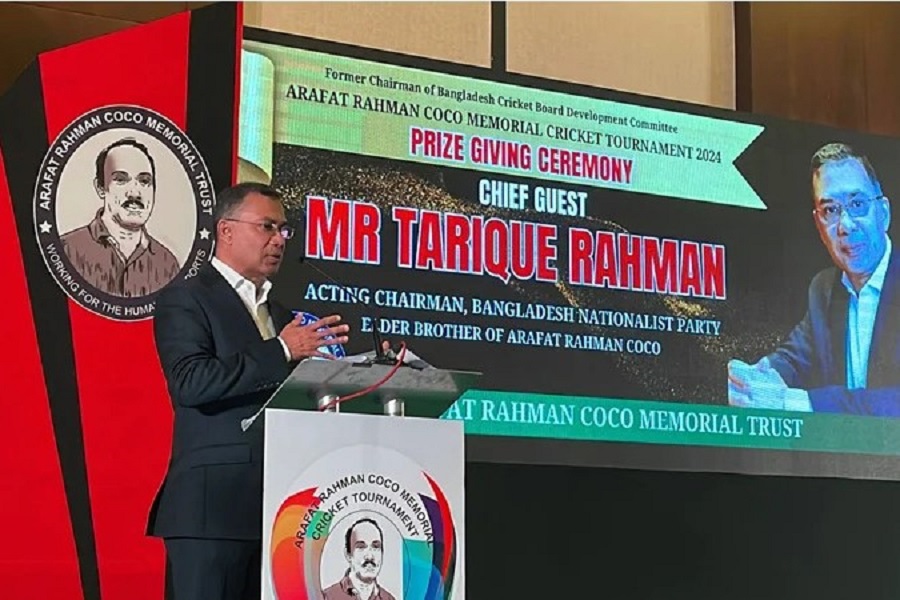 Former Chairman of Bangladesh Cricket Board Development Committee
ARAFAT RAHMAN COCO MEMORIAL CRICKET TOURNAMENT 2024
PRIZE GIVING CEREMONY
CHIEF GUEST
MR TARIQUE RAHMAN
ACTING CHAIRMAN, BANGLADESH NATIONALIST PARTY
ELDER BROTHER OF ARAFAT RAHMAN COCO
AT RAHMAN COCO MEMORIAL TRUST
ARAFAT RAHMAN COCO MEMORIAL TRUST
WORKING FOR THE HUMAN
ORTS
ARAFAT RAHMAN COCO MEMORIAL
CRICKET TOURNAMENT